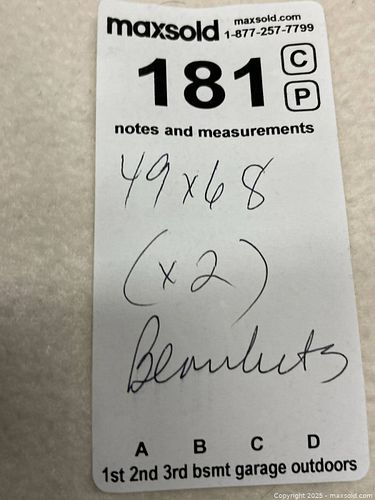 maxsold maxsold.com
1-877-257-7799
181 C
P
notes and measurements
49x68
(x2)
A B C D
1st 2nd 3rd bsmt garage outdoors
Copyright 2025 - maxsold.com